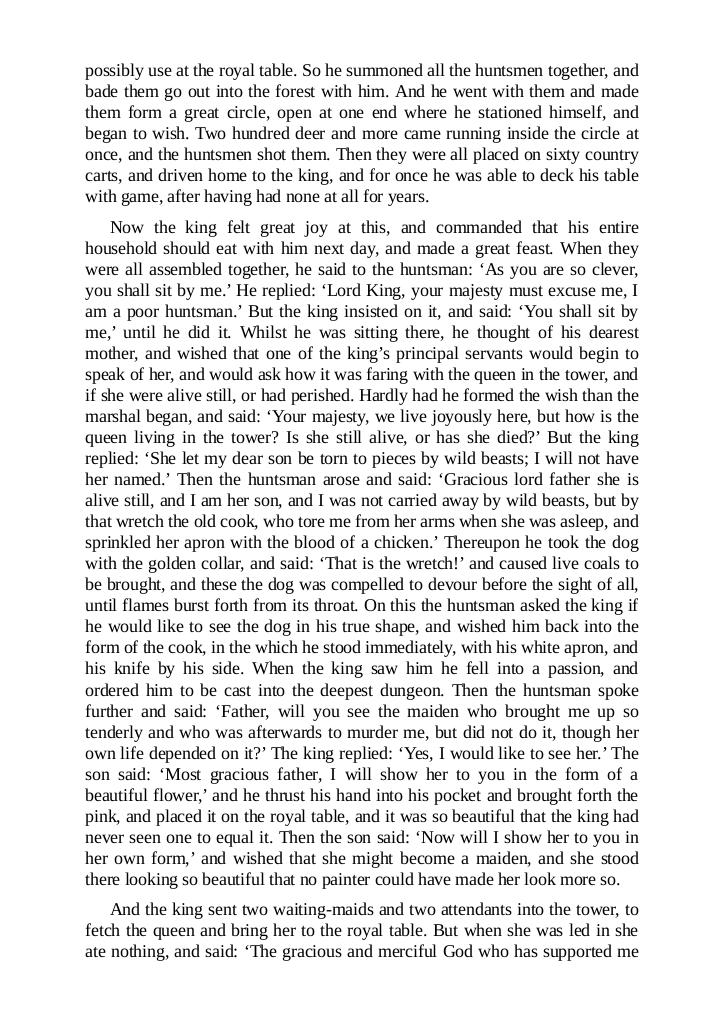 possibly use at the royal table. So he summoned all the huntsmen together, and
bade them go out into the forest with him. And he went with them and made
them form a great circle, open at one end where he stationed himself, and
began to wish. Two hundred deer and more came running inside the circle at
once, and the huntsmen shot them. Then they were all placed on sixty country
carts, and driven home to the king, and for once he was able to deck his table
with game, after having had none at all for years.
Now the king felt great joy at this, and commanded that his entire
household should eat with him next day, and made a great feast. When they
were all assembled together, he said to the huntsman: ‘As you are so clever,
you shall sit by me.’ He replied: ‘Lord King, your majesty must excuse me, I
am a poor huntsman.’ But the king insisted on it, and said: ‘You shall sit by
me,’ until he did it. Whilst he was sitting there, he thought of his dearest
mother, and wished that one of the king’s principal servants would begin to
speak of her, and would ask how it was faring with the queen in the tower, and
if she were alive still, or had perished. Hardly had he formed the wish than the
marshal began, and said: ‘Your majesty, we live joyously here, but how is the
queen living in the tower? Is she still alive, or has she died?’ But the king
replied: ‘She let my dear son be torn to pieces by wild beasts; I will not have
her named.’ Then the huntsman arose and said: ‘Gracious lord father she is
alive still, and I am her son, and I was not carried away by wild beasts, but by
that wretch the old cook, who tore me from her arms when she was asleep, and
sprinkled her apron with the blood of a chicken.’ Thereupon he took the dog
with the golden collar, and said: ‘That is the wretch!’ and caused live coals to
be brought, and these the dog was compelled to devour before the sight of all,
until flames burst forth from its throat. On this the huntsman asked the king if
he would like to see the dog in his true shape, and wished him back into the
form of the cook, in the which he stood immediately, with his white apron, and
his knife by his side. When the king saw him he fell into a passion, and
ordered him to be cast into the deepest dungeon. Then the huntsman spoke
further and said: ‘Father, will you see the maiden who brought me up so
tenderly and who was afterwards to murder me, but did not do it, though her
own life depended on it?’ The king replied: ‘Yes, I would like to see her.’ The
son said: ‘Most gracious father, I will show her to you in the form of a
beautiful flower,’ and he thrust his hand into his pocket and brought forth the
pink, and placed it on the royal table, and it was so beautiful that the king had
never seen one to equal it. Then the son said: ‘Now will I show her to you in
her own form,’ and wished that she might become a maiden, and she stood
there looking so beautiful that no painter could have made her look more so.
And the king sent two waiting-maids and two attendants into the tower, to
fetch the queen and bring her to the royal table. But when she was led in she
ate nothing, and said: ‘The gracious and merciful God who has supported me